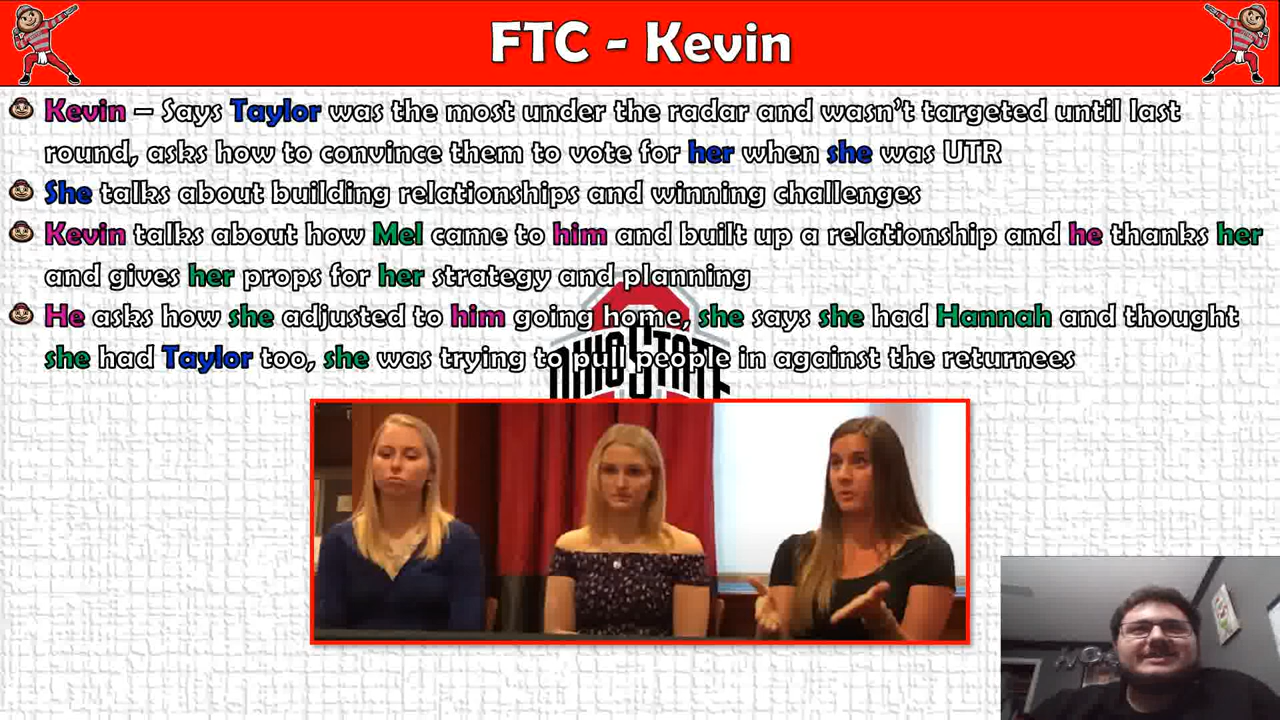 FTC - Kevin
Kevin – Says Taylor was the most under the radar and wasn't targeted until last
round, asks how to convince them to vote for her when she was UTR
She talks about building relationships and winning challenges
Kevin talks about how Mel came to him and built up a relationship and he thanks her
and gives her props for her strategy and planning
He asks how she adjusted to him going home, she says she had Hannah and thought
she had Taylor too, she was trying to pull people in against the returnees
OHIO STATE